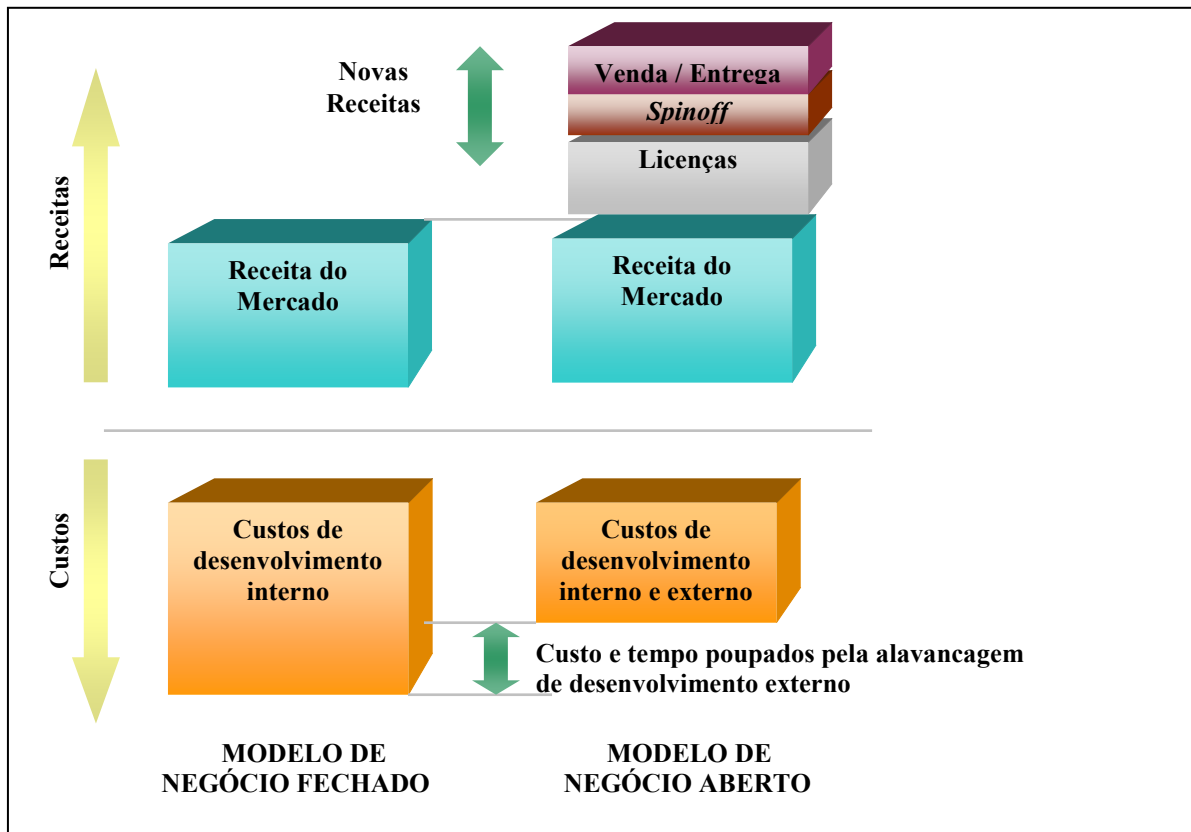 Novas
Receitas
Venda / Entrega
Spinoff
Licenças
Receitas
Receita do
Mercado
Receita do
Mercado
Custos
Custos de
desenvolvimento
interno
Custos de
desenvolvimento
interno e externo
Custo e tempo poupados pela alavancagem
de desenvolvimento externo
MODELO DE
NEGÓCIO FECHADO
MODELO DE
NEGÓCIO ABERTO